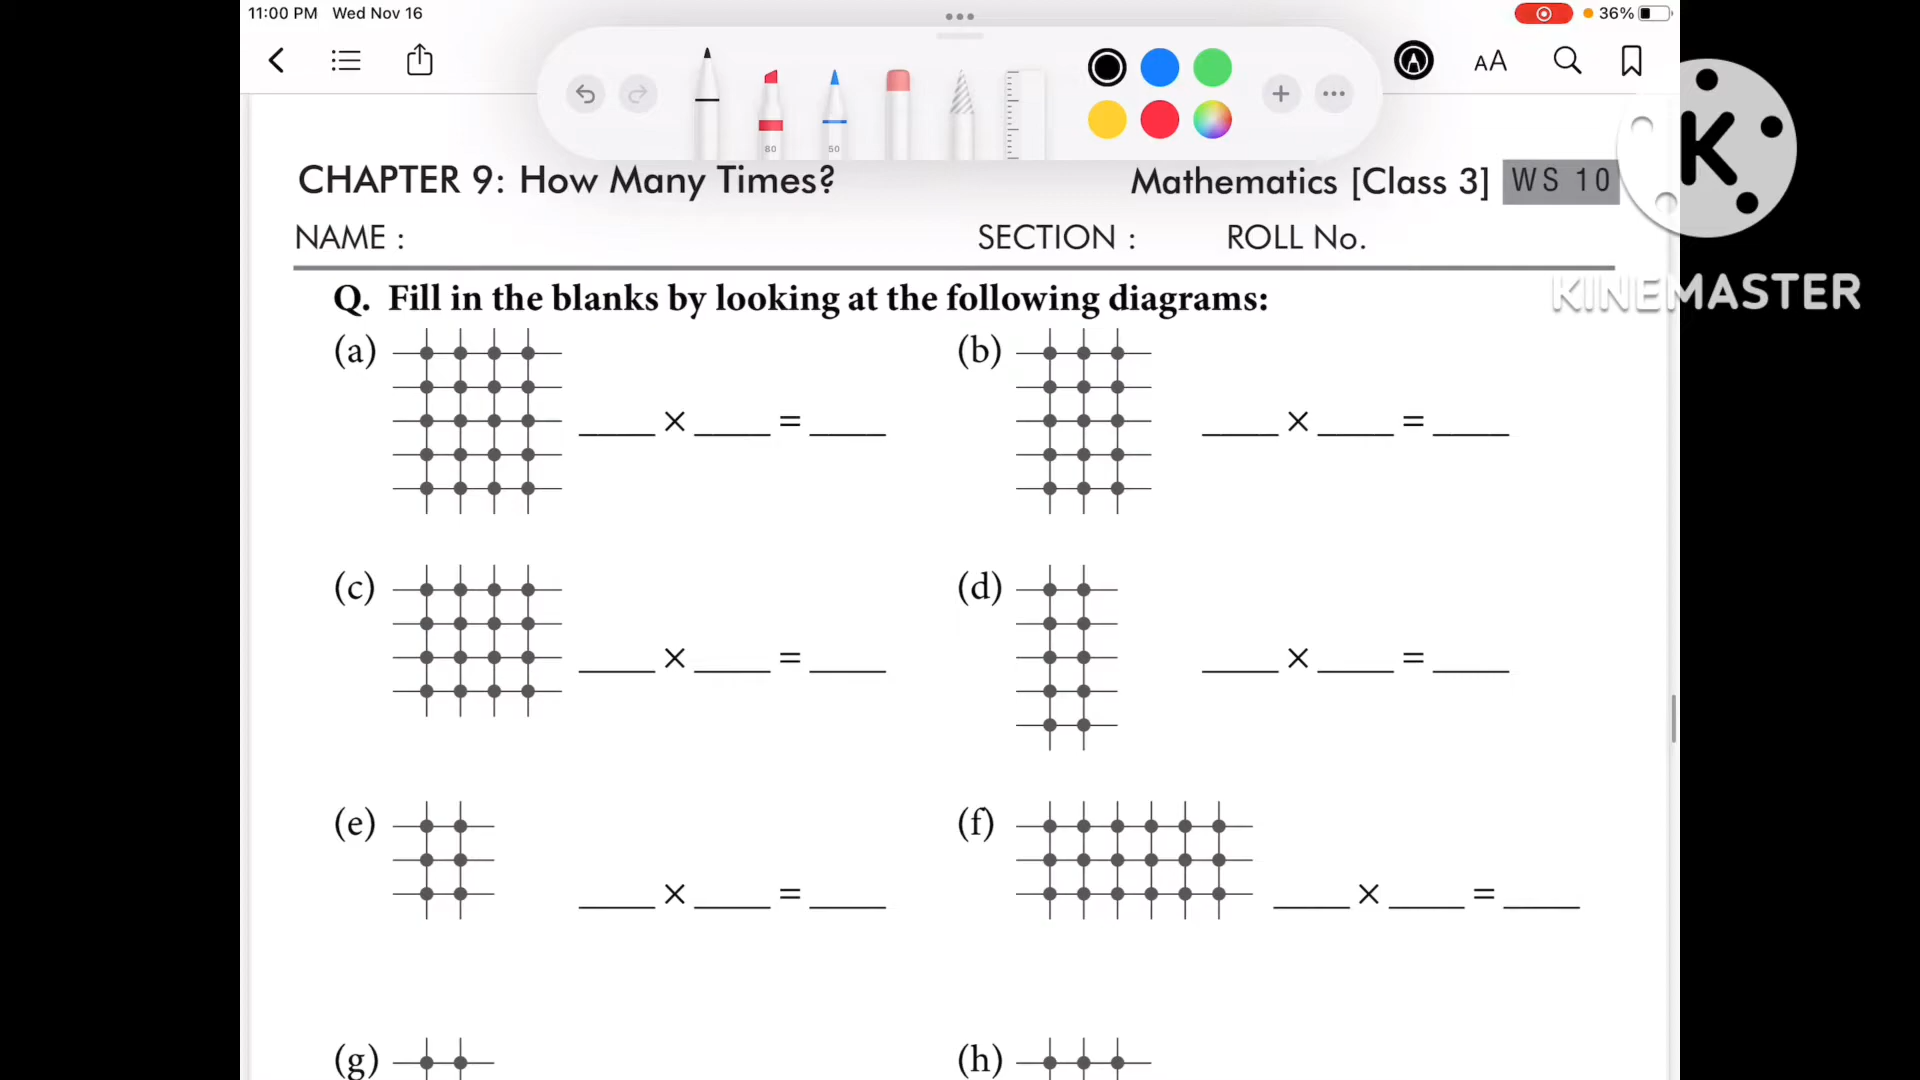 11:00 PM Wed Nov 16
36%
AA
80
50
CHAPTER 9: How Many Times?
Mathematics [Class 3] WS 10
K
KINEMASTER
NAME :
SECTION :
ROLL No.
Q. Fill in the blanks by looking at the following diagrams:
(a) ____ × ____ = ____
(b) ____ × ____ = ____
(c) ____ × ____ = ____
(d) ____ × ____ = ____
(e) ____ × ____ = ____
(f) ____ × ____ = ____
(g)
(h)